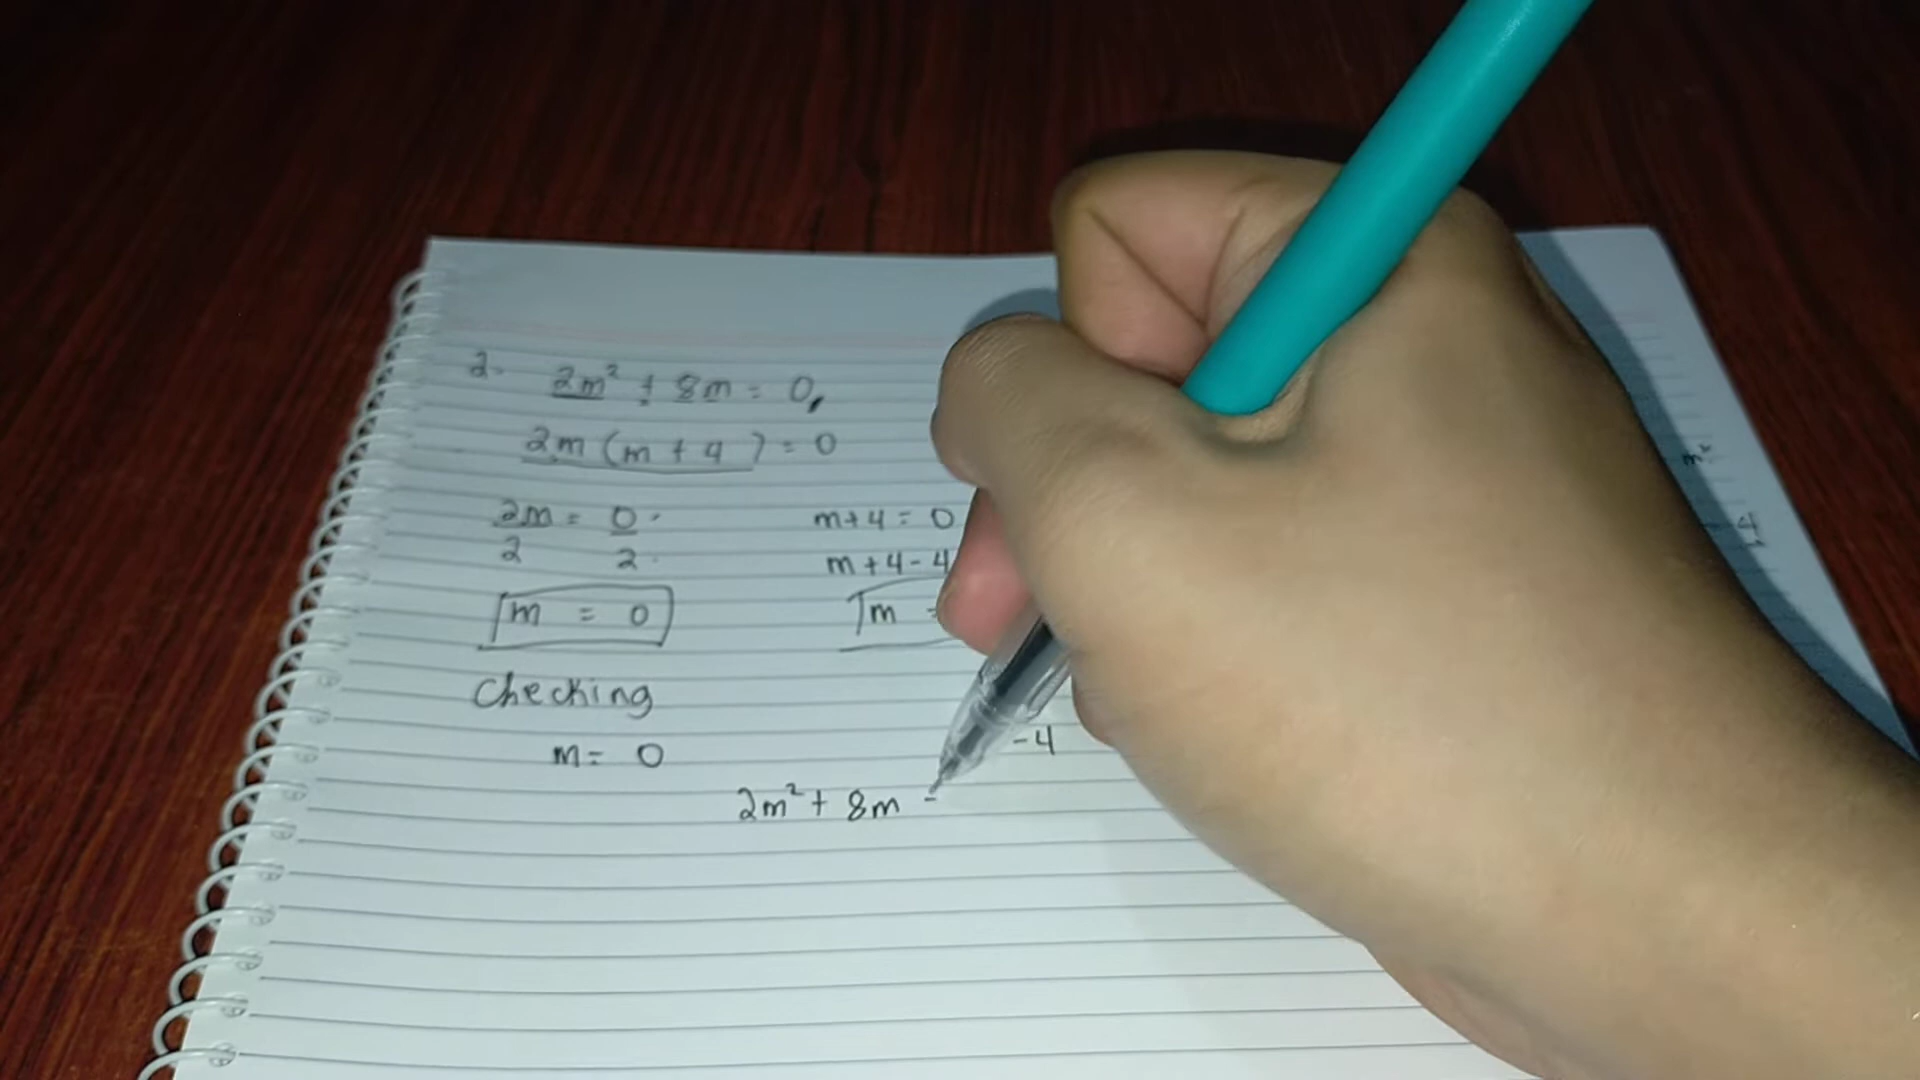 2. 2m² + 8m = 0,
2m (m + 4) = 0
2m = 0 m+4 = 0
2 2 m+4-4
m = 0 m =
Checking
m = 0 -4
2m² + 8m -